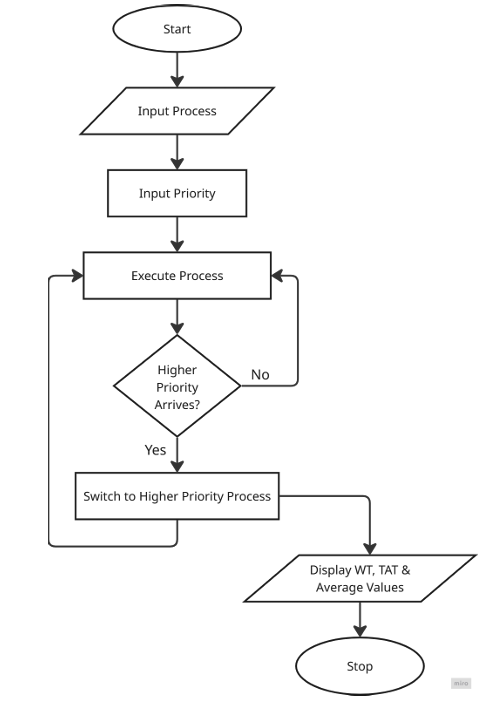 Start
Input Process
Input Priority
Execute Process
Higher
Priority
Arrives?
No
Yes
Switch to Higher Priority Process
Display WT, TAT &
Average Values
Stop
miro